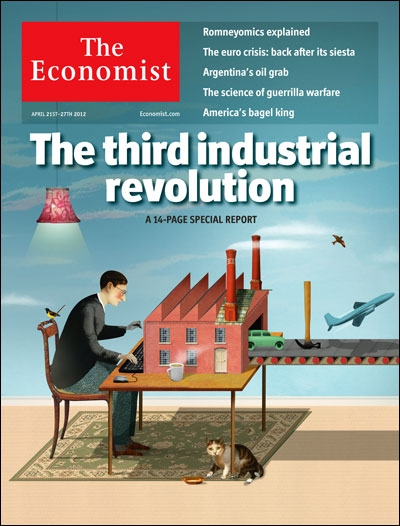 The
Economist
APRIL 21ST–27TH 2012 Economist.com
Romneyomics explained
The euro crisis: back after its siesta
Argentina's oil grab
The science of guerrilla warfare
America's bagel king
The third industrial
revolution
A 14-PAGE SPECIAL REPORT